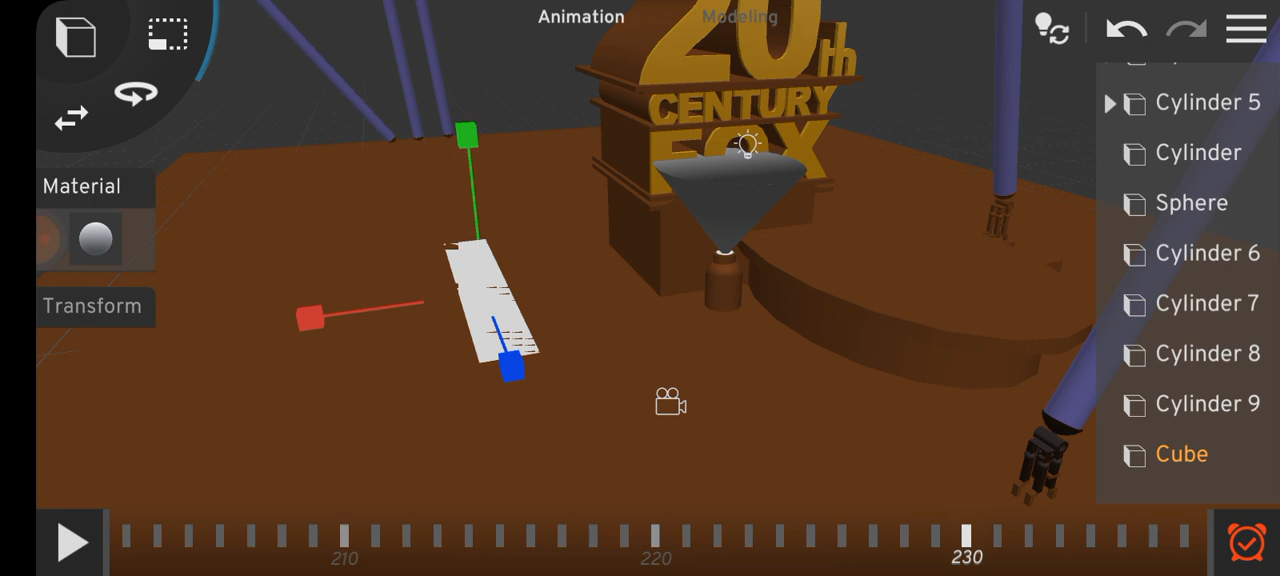 Animation
Modeling
20th
CENTURY
FOX
Material
Transform
Cylinder 5
Cylinder
Sphere
Cylinder 6
Cylinder 7
Cylinder 8
Cylinder 9
Cube
210
220
230